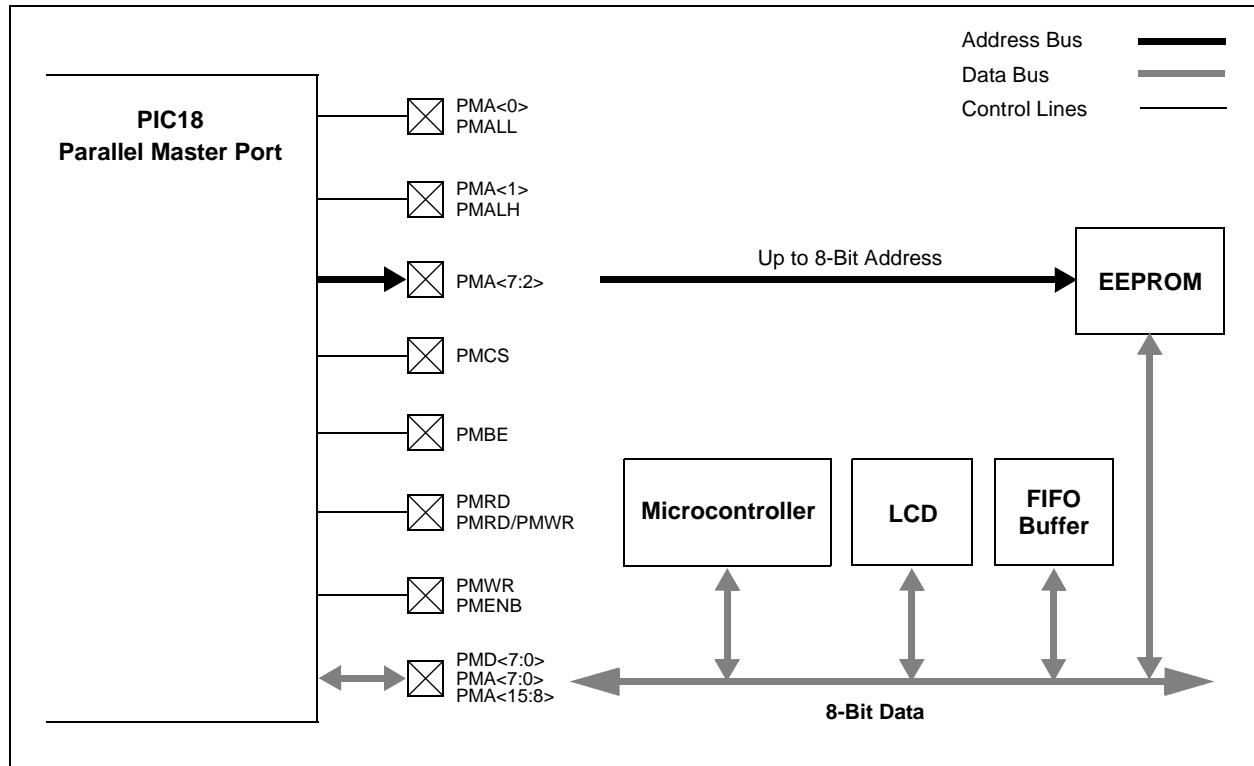 Address Bus
Data Bus
Control Lines
PIC18
Parallel Master Port
PMA<0>
PMALL
PMA<1>
PMALH
PMA<7:2>
Up to 8-Bit Address
EEPROM
PMCS
PMBE
PMRD
PMRD/PMWR
Microcontroller
LCD
FIFO
Buffer
PMWR
PMENB
PMD<7:0>
PMA<7:0>
PMA<15:8>
8-Bit Data